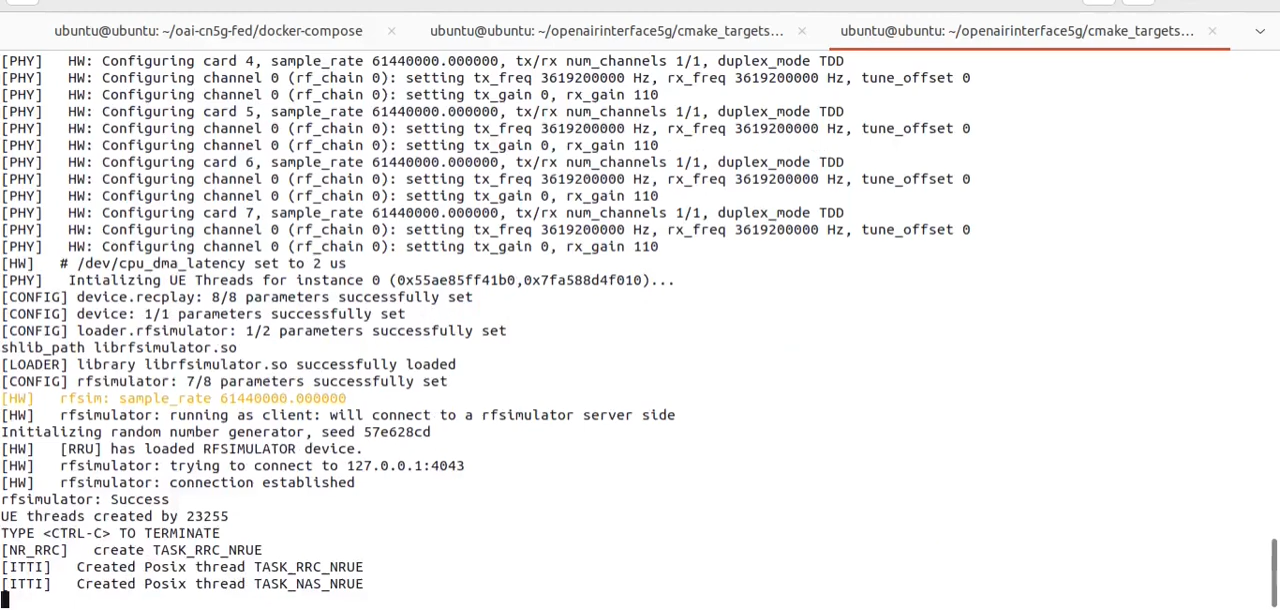 ubuntu@ubuntu: ~/oai-cn5g-fed/docker-compose
ubuntu@ubuntu: ~/openairinterface5g/cmake_targets...
ubuntu@ubuntu: ~/openairinterface5g/cmake_targets...
[PHY]   HW: Configuring card 4, sample_rate 61440000.000000, tx/rx num_channels 1/1, duplex_mode TDD
[PHY]   HW: Configuring channel 0 (rf_chain 0): setting tx_freq 3619200000 Hz, rx_freq 3619200000 Hz, tune_offset 0
[PHY]   HW: Configuring channel 0 (rf_chain 0): setting tx_gain 0, rx_gain 110
[PHY]   HW: Configuring card 5, sample_rate 61440000.000000, tx/rx num_channels 1/1, duplex_mode TDD
[PHY]   HW: Configuring channel 0 (rf_chain 0): setting tx_freq 3619200000 Hz, rx_freq 3619200000 Hz, tune_offset 0
[PHY]   HW: Configuring channel 0 (rf_chain 0): setting tx_gain 0, rx_gain 110
[PHY]   HW: Configuring card 6, sample_rate 61440000.000000, tx/rx num_channels 1/1, duplex_mode TDD
[PHY]   HW: Configuring channel 0 (rf_chain 0): setting tx_freq 3619200000 Hz, rx_freq 3619200000 Hz, tune_offset 0
[PHY]   HW: Configuring channel 0 (rf_chain 0): setting tx_gain 0, rx_gain 110
[PHY]   HW: Configuring card 7, sample_rate 61440000.000000, tx/rx num_channels 1/1, duplex_mode TDD
[PHY]   HW: Configuring channel 0 (rf_chain 0): setting tx_freq 3619200000 Hz, rx_freq 3619200000 Hz, tune_offset 0
[PHY]   HW: Configuring channel 0 (rf_chain 0): setting tx_gain 0, rx_gain 110
[HW]    # /dev/cpu_dma_latency set to 2 us
[PHY]   Intializing UE Threads for instance 0 (0x55ae85ff41b0,0x7fa588d4f010)...
[CONFIG] device.recplay: 8/8 parameters successfully set
[CONFIG] device: 1/1 parameters successfully set
[CONFIG] loader.rfsimulator: 1/2 parameters successfully set
shlib_path librfsimulator.so
[LOADER] library librfsimulator.so successfully loaded
[CONFIG] rfsimulator: 7/8 parameters successfully set
[HW]   rfsim: sample_rate 61440000.000000
[HW]   rfsimulator: running as client: will connect to a rfsimulator server side
Initializing random number generator, seed 57e628cd
[HW]   [RRU] has loaded RFSIMULATOR device.
[HW]   rfsimulator: trying to connect to 127.0.0.1:4043
[HW]   rfsimulator: connection established
rfsimulator: Success
UE threads created by 23255
TYPE <CTRL-C> TO TERMINATE
[NR_RRC]   create TASK_RRC_NRUE
[ITTI]   Created Posix thread TASK_RRC_NRUE
[ITTI]   Created Posix thread TASK_NAS_NRUE